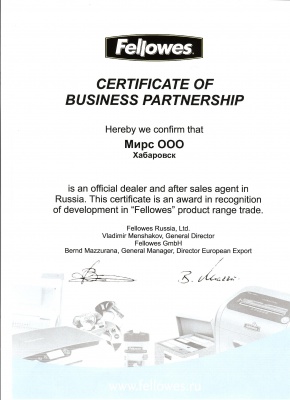 Fellowes
CERTIFICATE OF
BUSINESS PARTNERSHIP
Hereby we confirm that
Мирс ООО
Хабаровск
is an official dealer and after sales agent in
Russia. This certificate is an award in recognition
of development in “Fellowes” product range trade.
Fellowes Russia, Ltd.
Vladimir Menshakov, General Director
Fellowes GmbH
Bernd Mazzurana, General Manager, Director European Export
www.fellowes.ru